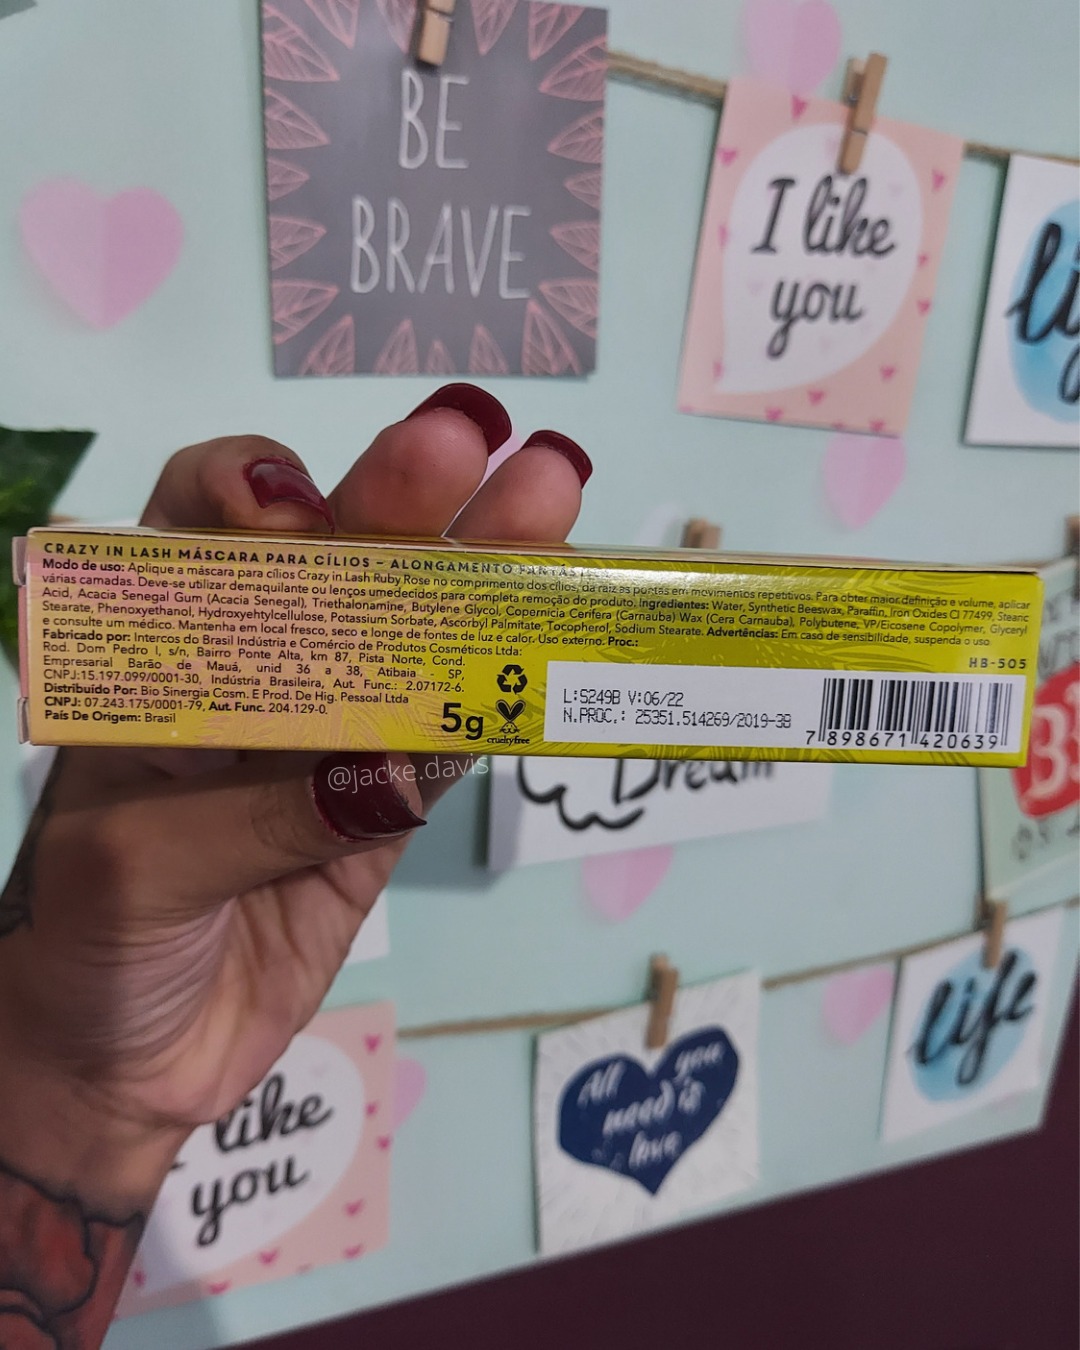 BE
BRAVE
I like
you
CRAZY IN LASH MÁSCARA PARA CÍLIOS – ALONGAMENTO FANTÁS
Modo de uso: Aplique a máscara para cílios Crazy in Lash Ruby Rose no comprimento dos cílios, da raiz as pontas em movimentos repetitivos. Para obter maior definição e volume, aplicar
várias camadas. Deve-se utilizar demaquilante ou lenços umedecidos para completa remoção do produto. Ingredientes: Water, Synthetic Beeswax, Paraffin, Iron Oxides CI 77499, Stearic
Acid, Acacia Senegal Gum (Acacia Senegal), Triethalonamine, Butylene Glycol, Copernicia Cerifera (Carnauba) Wax (Cera Carnauba), Polybutene, VP/Eicosene Copolymer, Glyceryl
Stearate, Phenoxyethanol, Hydroxyehtylcellulose, Potassium Sorbate, Ascorbyl Palmitate, Tocopherol, Sodium Stearate. Advertências: Em caso de sensibilidade, suspenda o uso
e consulte um médico. Mantenha em local fresco, seco e longe de fontes de luz e calor. Uso externo. Proc.:
Fabricado por: Intercos do Brasil Indústria e Comércio de Produtos Cosméticos Ltda:
Rod. Dom Pedro I, s/n, Bairro Ponte Alta, km 87, Pista Norte, Cond.
Empresarial Barão de Mauá, unid 36 a 38, Atibaia - SP,
CNPJ:15.197.099/0001-30, Indústria Brasileira, Aut. Func.: 2.07172-6.
Distribuído Por: Bio Sinergia Cosm. E Prod. De Hig. Pessoal Ltda
CNPJ: 07.243.175/0001-79, Aut. Func. 204.129-0.
País De Origem: Brasil
5g
crueltyfree
HB-505
L:S249B V:06/22
N.PROC.: 25351.514269/2019-38
7 898671 420639
@jacke.davis
Dream
like
you
All you
need is
love
life